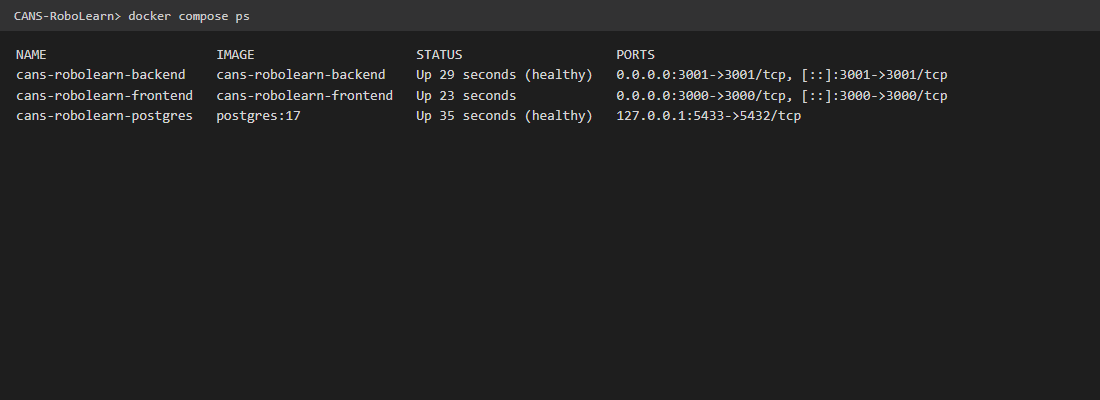 CANS-RoboLearn> docker compose ps
NAME IMAGE STATUS PORTS
cans-robolearn-backend cans-robolearn-backend Up 29 seconds (healthy) 0.0.0.0:3001->3001/tcp, [::]:3001->3001/tcp
cans-robolearn-frontend cans-robolearn-frontend Up 23 seconds 0.0.0.0:3000->3000/tcp, [::]:3000->3000/tcp
cans-robolearn-postgres postgres:17 Up 35 seconds (healthy) 127.0.0.1:5433->5432/tcp